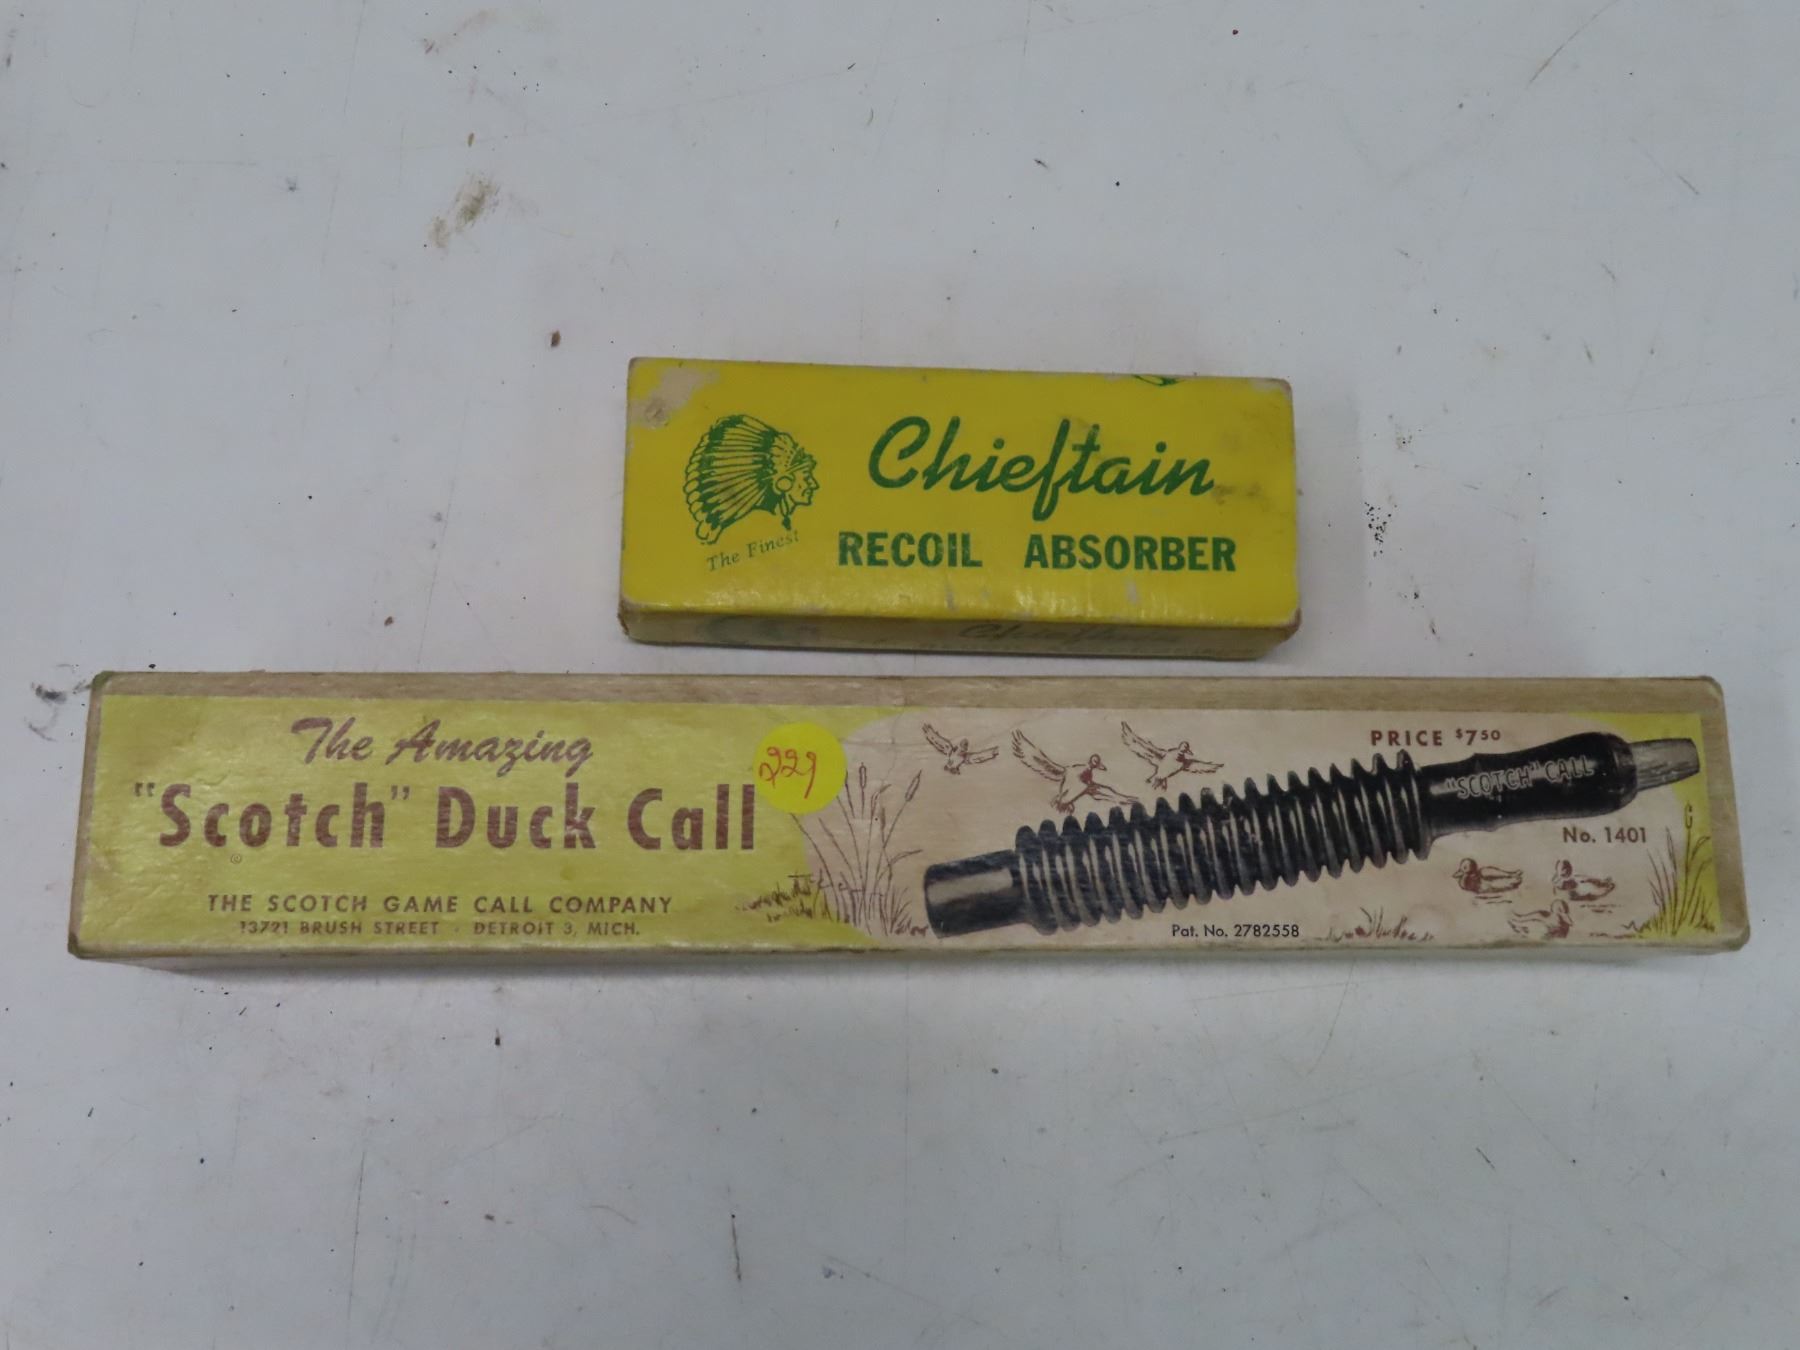 Chieftain
The Finest
RECOIL ABSORBER
Chieftain
The Amazing
"Scotch" Duck Call
©
THE SCOTCH GAME CALL COMPANY
13721 BRUSH STREET · DETROIT 3, MICH.
229
PRICE $7.50
"SCOTCH" CALL
No. 1401
Pat. No. 2782558